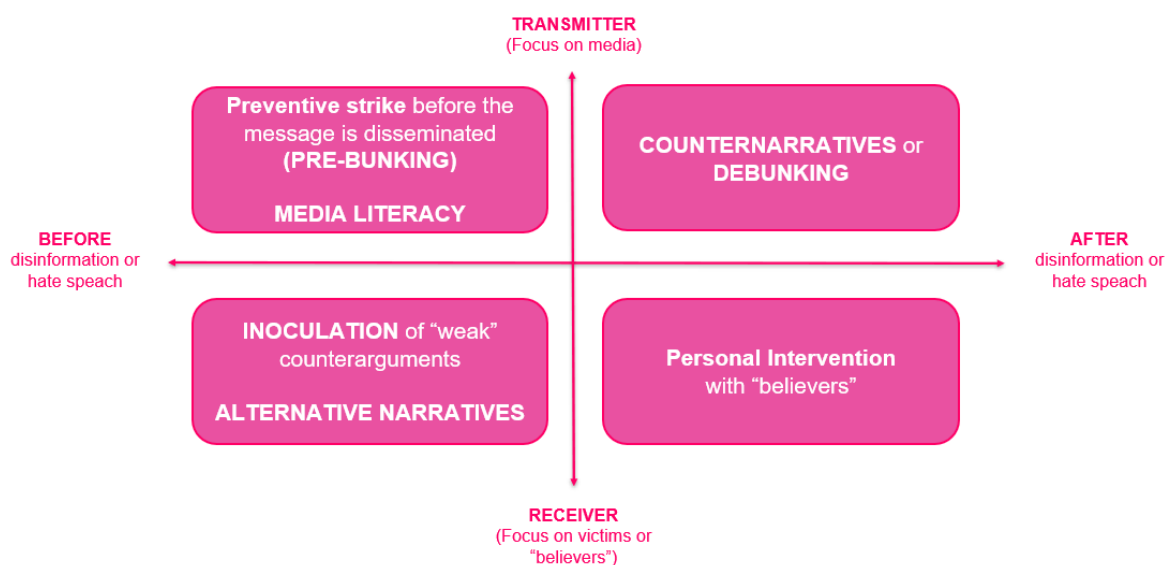 TRANSMITTER
(Focus on media)
Preventive strike before the
message is disseminated
(PRE-BUNKING)
MEDIA LITERACY
COUNTERNARRATIVES or
DEBUNKING
BEFORE
disinformation or
hate speach
AFTER
disinformation or
hate speach
INOCULATION of “weak”
counterarguments
ALTERNATIVE NARRATIVES
Personal Intervention
with “believers”
RECEIVER
(Focus on victims or
“believers”)